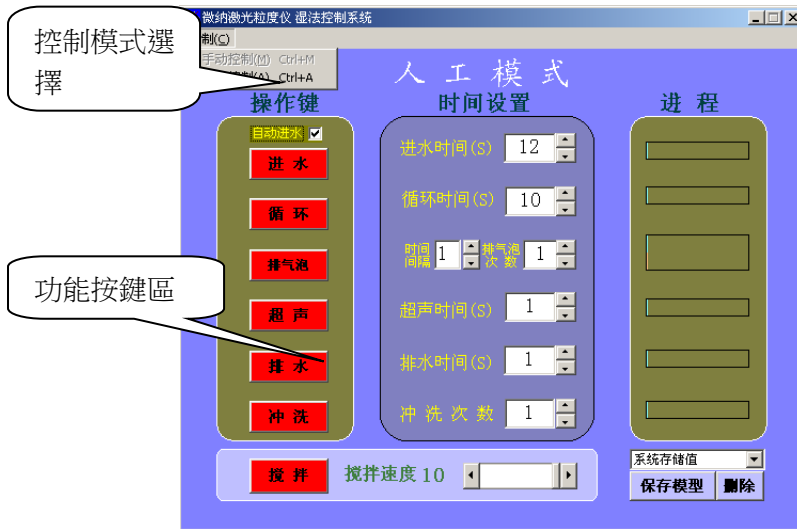 微纳激光粒度仪 湿法控制系统
控制模式選
擇
制(C)
手动控制(M) Ctrl+M
(A) Ctrl+A
人工模式
操作键
时间设置
进程
自动进水
进水
循环
排气泡
超声
排水
冲洗
进水时间(S) 12
循环时间(S) 10
时间间隔 1 排气泡次数 1
超声时间(S) 1
排水时间(S) 1
冲洗次数 1
功能按鍵區
搅拌
搅拌速度 10
系统存储值
保存模型
删除